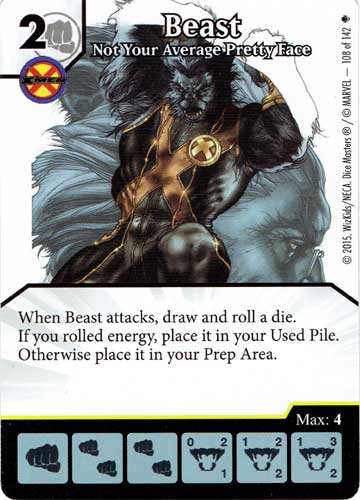 2
Beast
Not Your Average Pretty Face
X-MEN
© 2015. WizKids/NECA. Dice Masters ® / © MARVEL — 108 of 142
When Beast attacks, draw and roll a die.
If you rolled energy, place it in your Used Pile.
Otherwise place it in your Prep Area.
Max: 4
0 2
1
1 2
2
1 3
2